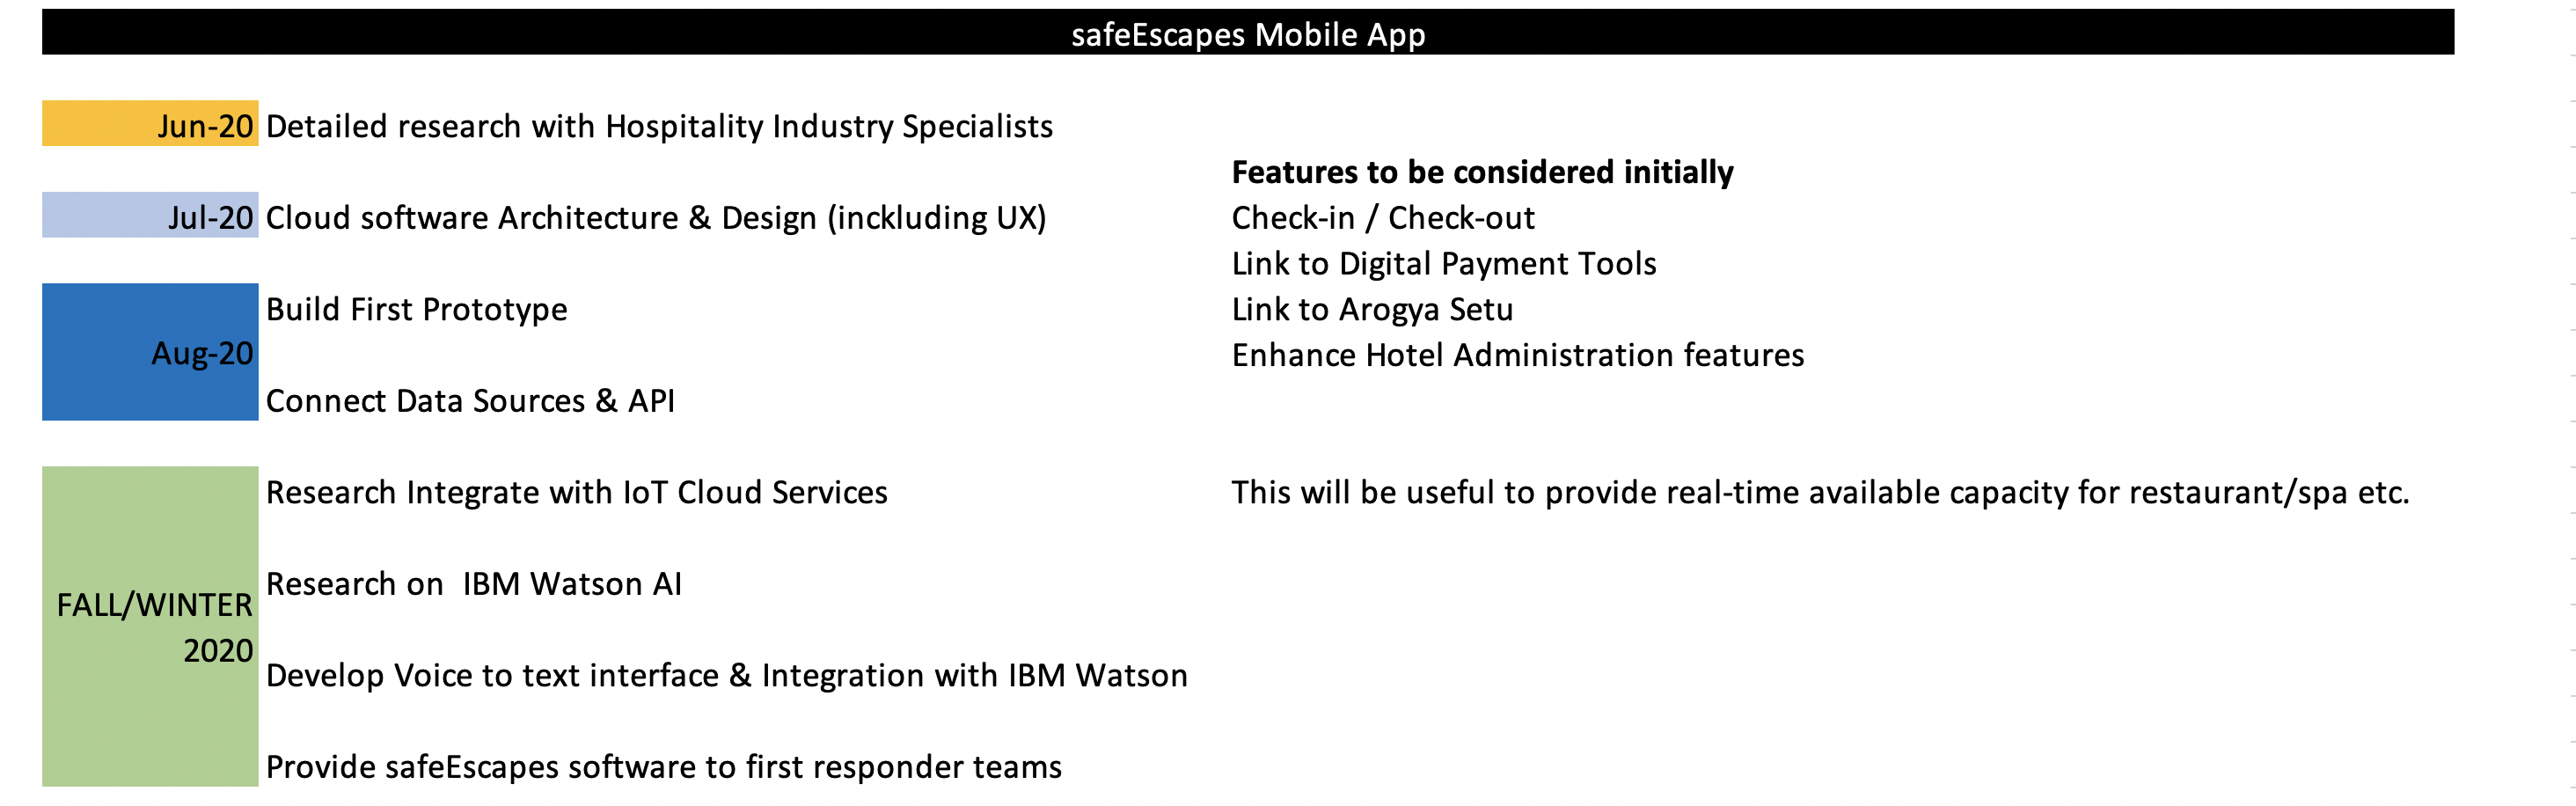 safeEscapes Mobile App
Jun-20 Detailed research with Hospitality Industry Specialists
Features to be considered initially
Jul-20 Cloud software Architecture & Design (inckluding UX) Check-in / Check-out
Link to Digital Payment Tools
Build First Prototype Link to Arogya Setu
Aug-20 Enhance Hotel Administration features
Connect Data Sources & API
Research Integrate with IoT Cloud Services This will be useful to provide real-time available capacity for restaurant/spa etc.
Research on  IBM Watson AI
FALL/WINTER
2020
Develop Voice to text interface & Integration with IBM Watson
Provide safeEscapes software to first responder teams